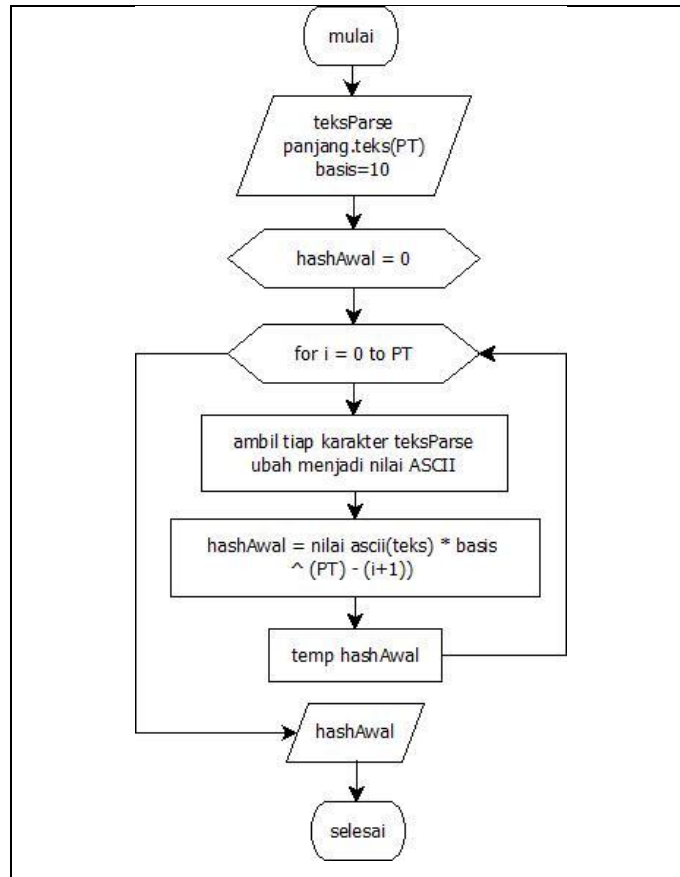 mulai
teksParse
panjang.teks(PT)
basis=10
hashAwal = 0
for i = 0 to PT
ambil tiap karakter teksParse
ubah menjadi nilai ASCII
hashAwal = nilai ascii(teks) * basis
^ (PT) - (i+1))
temp hashAwal
hashAwal
selesai